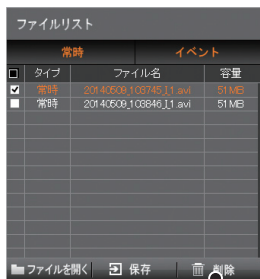 ファイルリスト
常時 イベント
タイプ ファイル名 容量
常時 20140509_103745_I_1.avi 51 MB
常時 20140509_103846_I_1.avi 51 MB
ファイルを開く 保存 削除